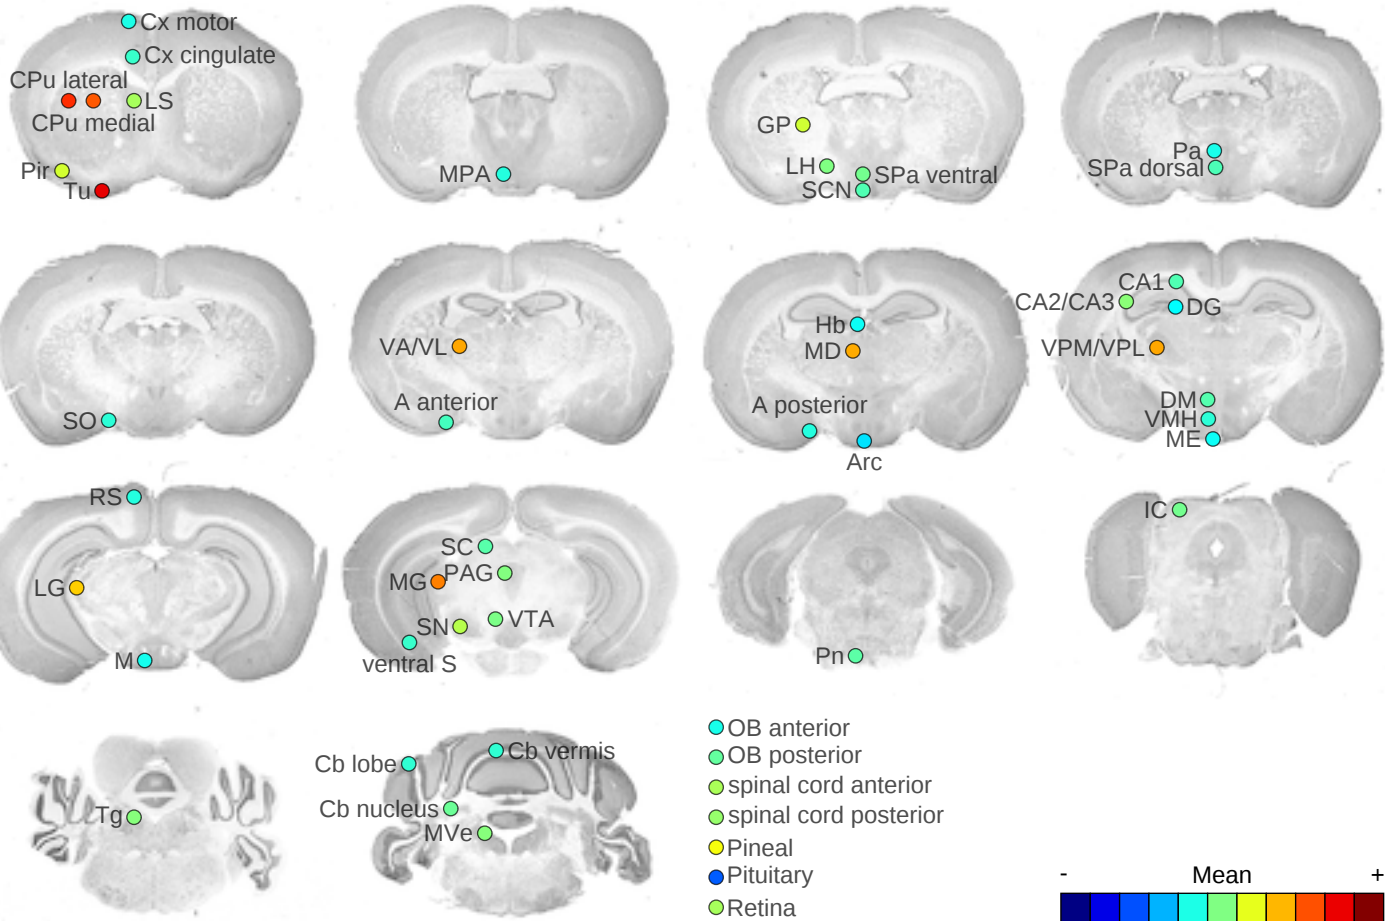 Cx motor
Cx cingulate
CPu lateral
LS
CPu medial
Pir
Tu
MPA
GP
LH
SPa ventral
SCN
Pa
SPa dorsal
SO
VA/VL
A anterior
Hb
MD
A posterior
Arc
CA1
CA2/CA3
DG
VPM/VPL
DM
VMH
ME
RS
LG
M
SC
MG
PAG
SN
VTA
ventral S
Pn
IC
Tg
Cb lobe
Cb vermis
Cb nucleus
MVe
OB anterior
OB posterior
spinal cord anterior
spinal cord posterior
Pineal
Pituitary
Retina
- Mean +